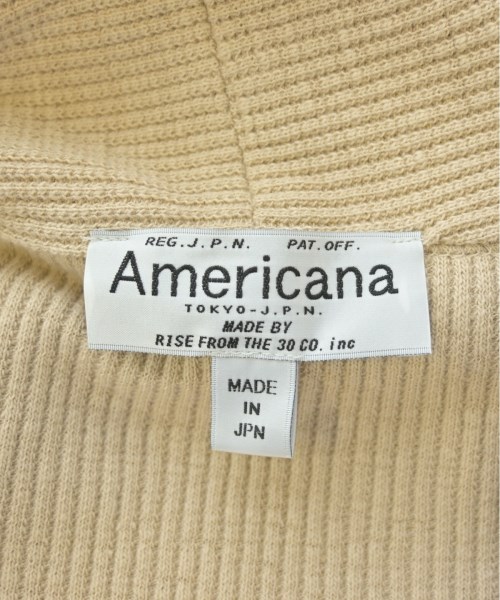 REG.J.P.N. PAT.OFF.
Americana
TOKYO-J.P.N.
MADE BY
RISE FROM THE 30 CO. inc
MADE
IN
JPN